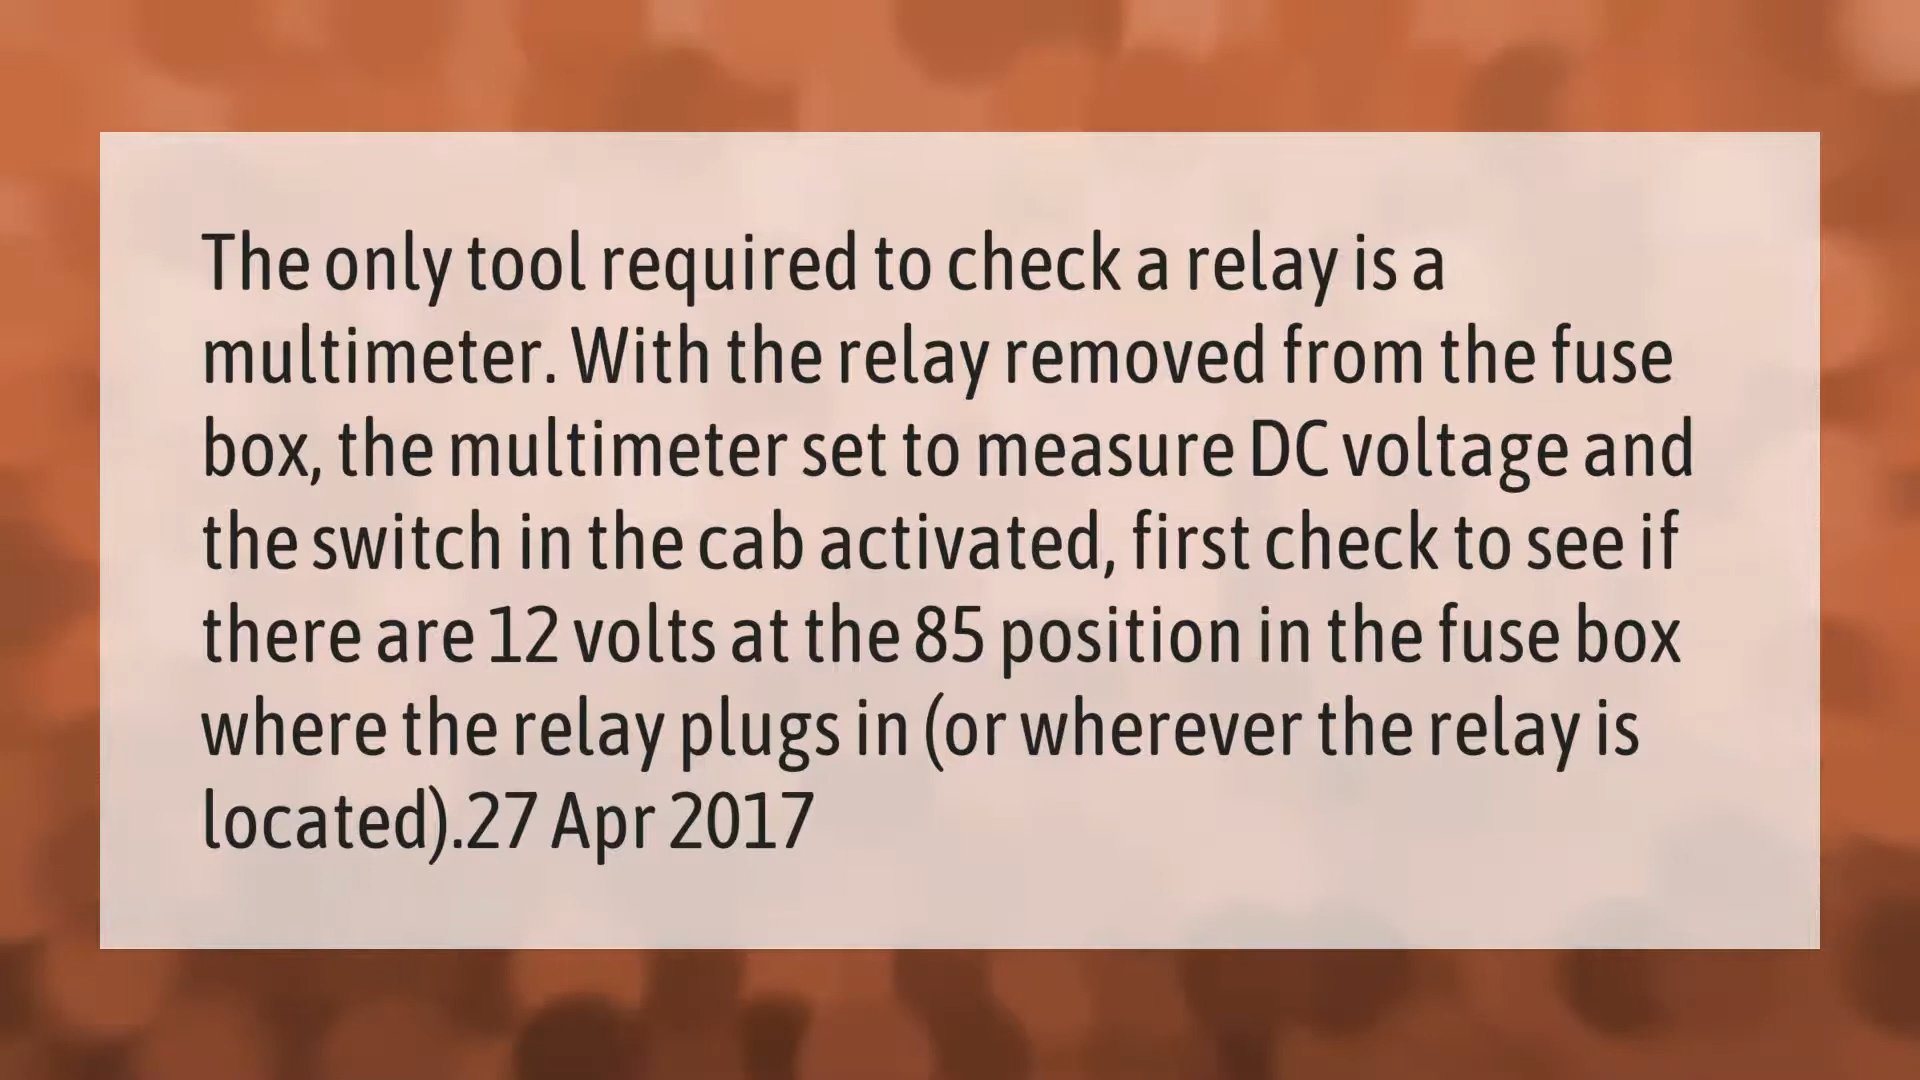 The only tool required to check a relay is a
multimeter. With the relay removed from the fuse
box, the multimeter set to measure DC voltage and
the switch in the cab activated, first check to see if
there are 12 volts at the 85 position in the fuse box
where the relay plugs in (or wherever the relay is
located).27 Apr 2017